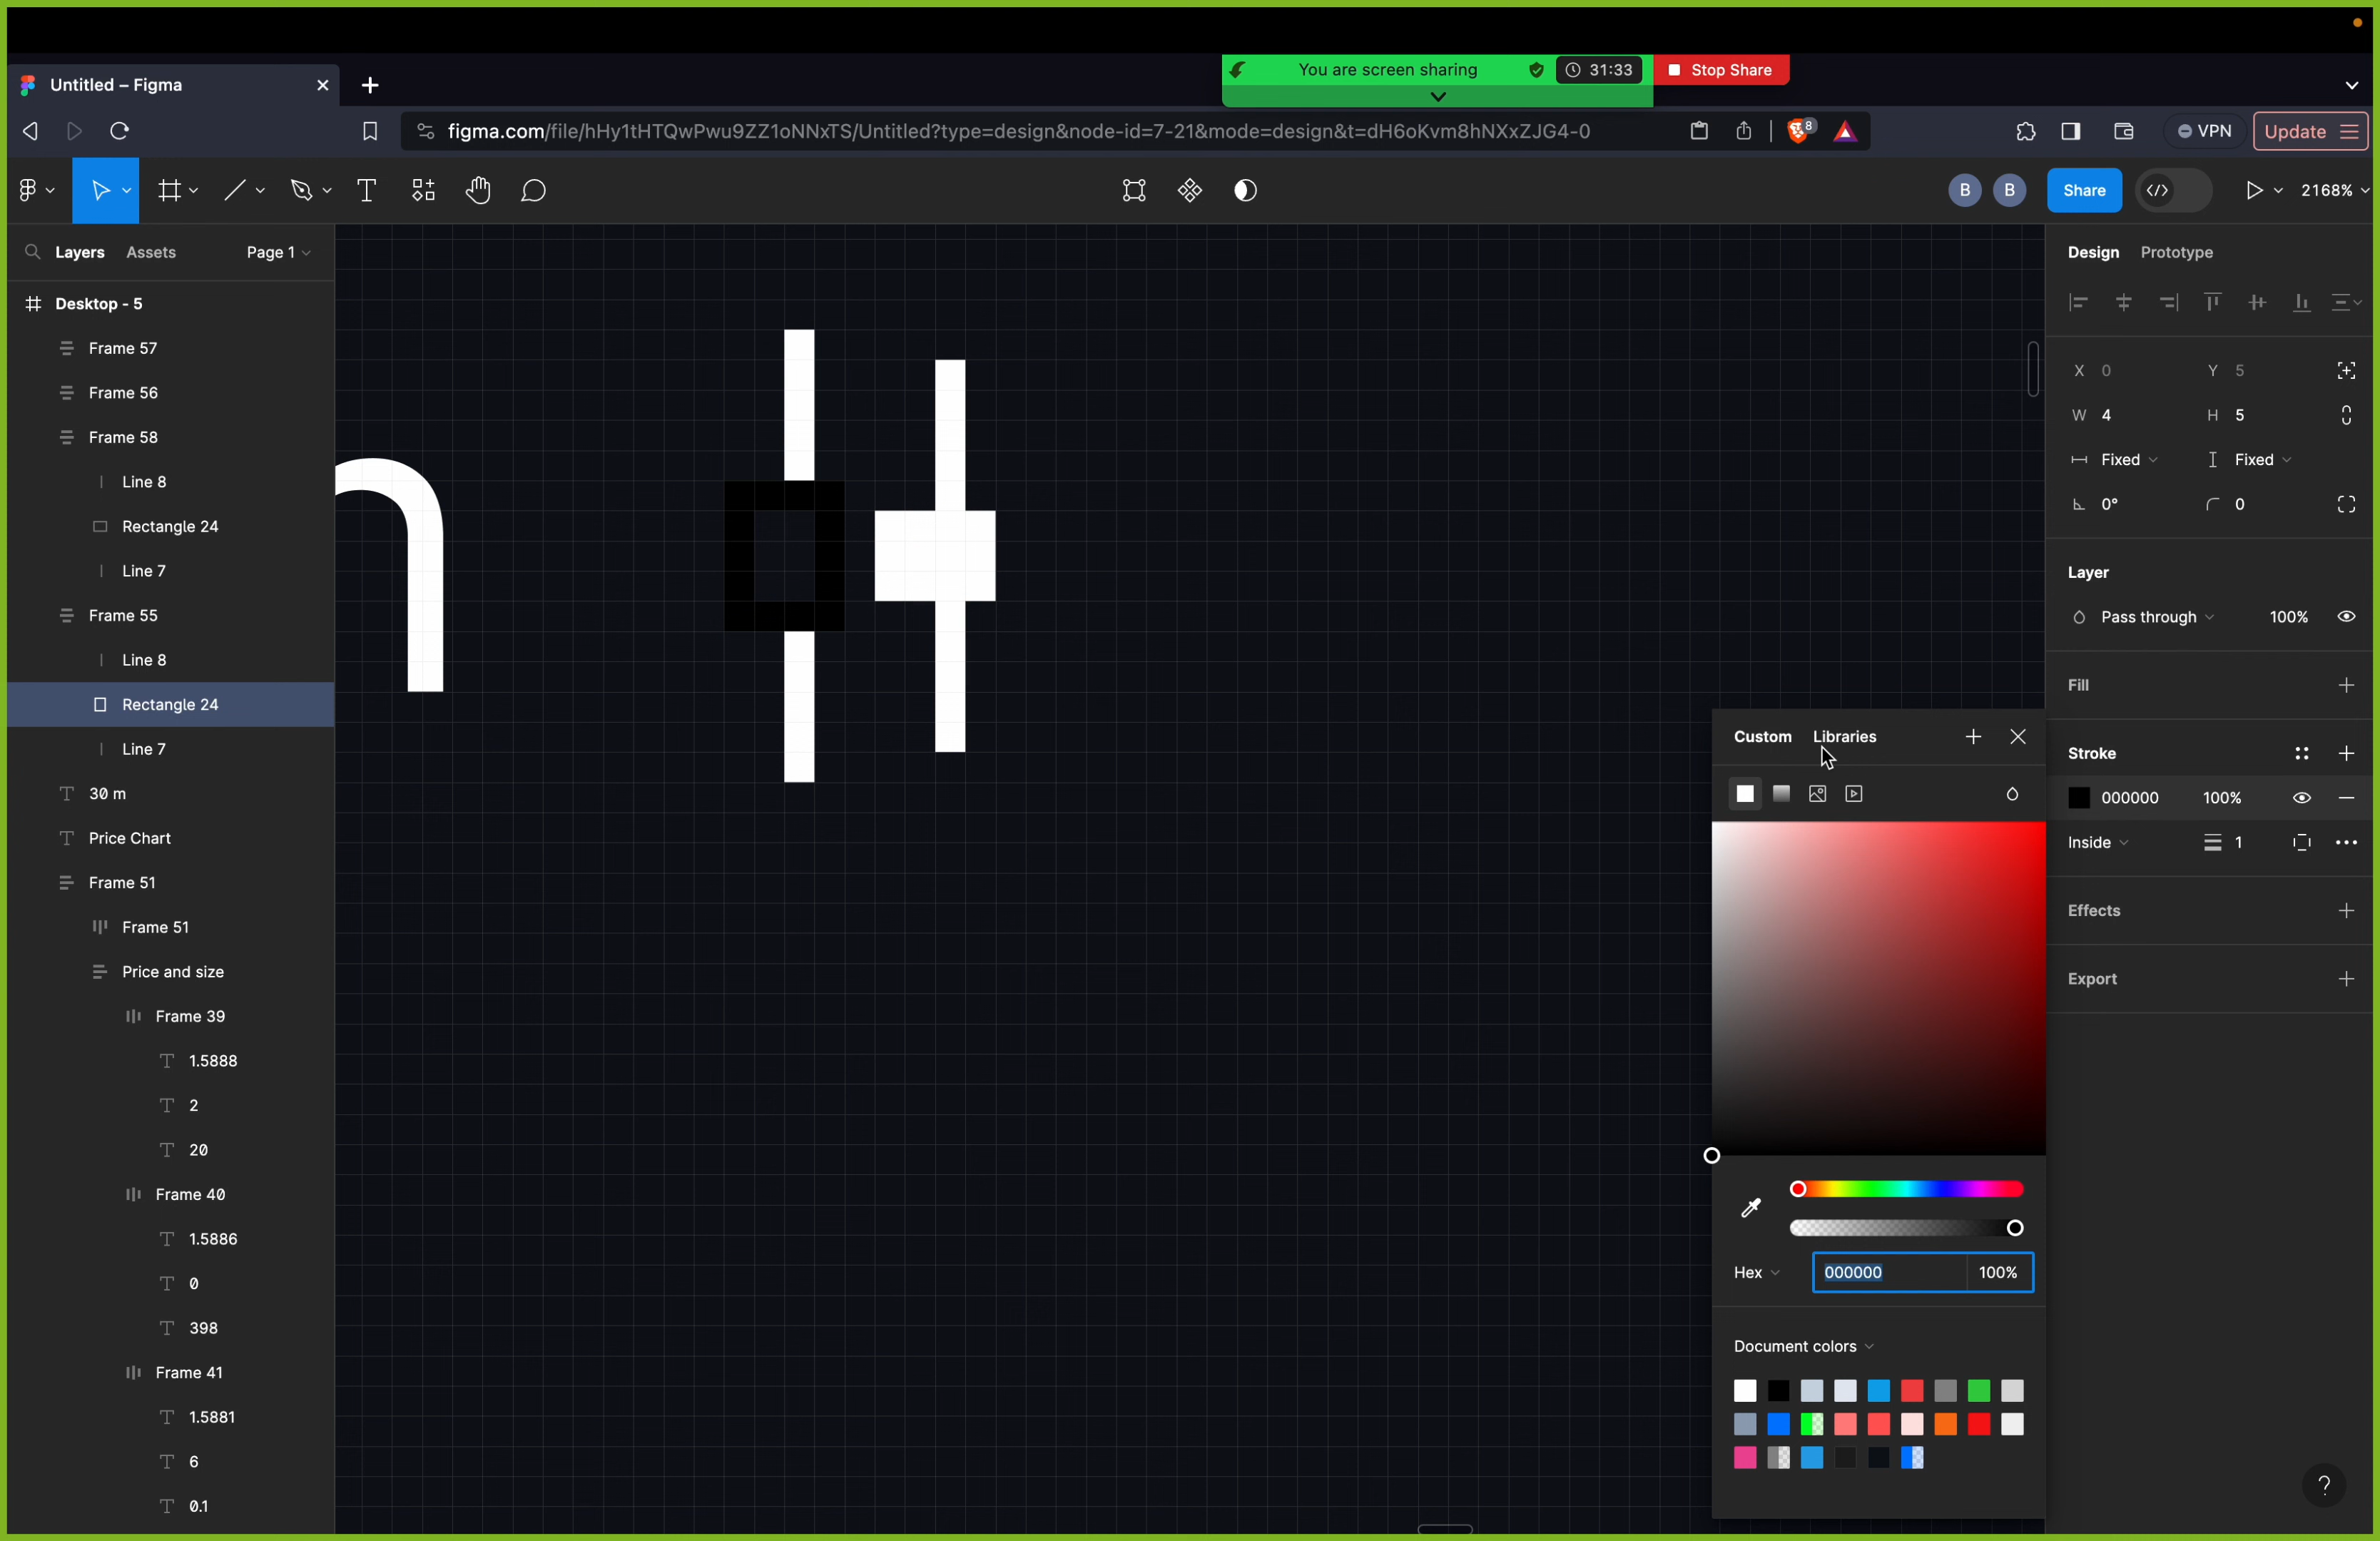 You are screen sharing 31:33 Stop Share
Untitled – Figma
figma.com/file/hHy1tHTQwPwu9ZZ1oNNxTS/Untitled?type=design&node-id=7-21&mode=design&t=dH6oKvm8hNXxZJG4-0
8
VPN
Update
B B Share 2168%
Layers Assets Page 1
Desktop - 5
Frame 57
Frame 56
Frame 58
Line 8
Rectangle 24
Line 7
Frame 55
Line 8
Rectangle 24
Line 7
30 m
Price Chart
Frame 51
Frame 51
Price and size
Frame 39
1.5888
2
20
Frame 40
1.5886
0
398
Frame 41
1.5881
6
0.1
Custom Libraries
Hex 000000 100%
Document colors
Design Prototype
X 0 Y 5
W 4 H 5
Fixed Fixed
0° 0
Layer
Pass through 100%
Fill
Stroke
000000 100%
Inside 1
Effects
Export
?